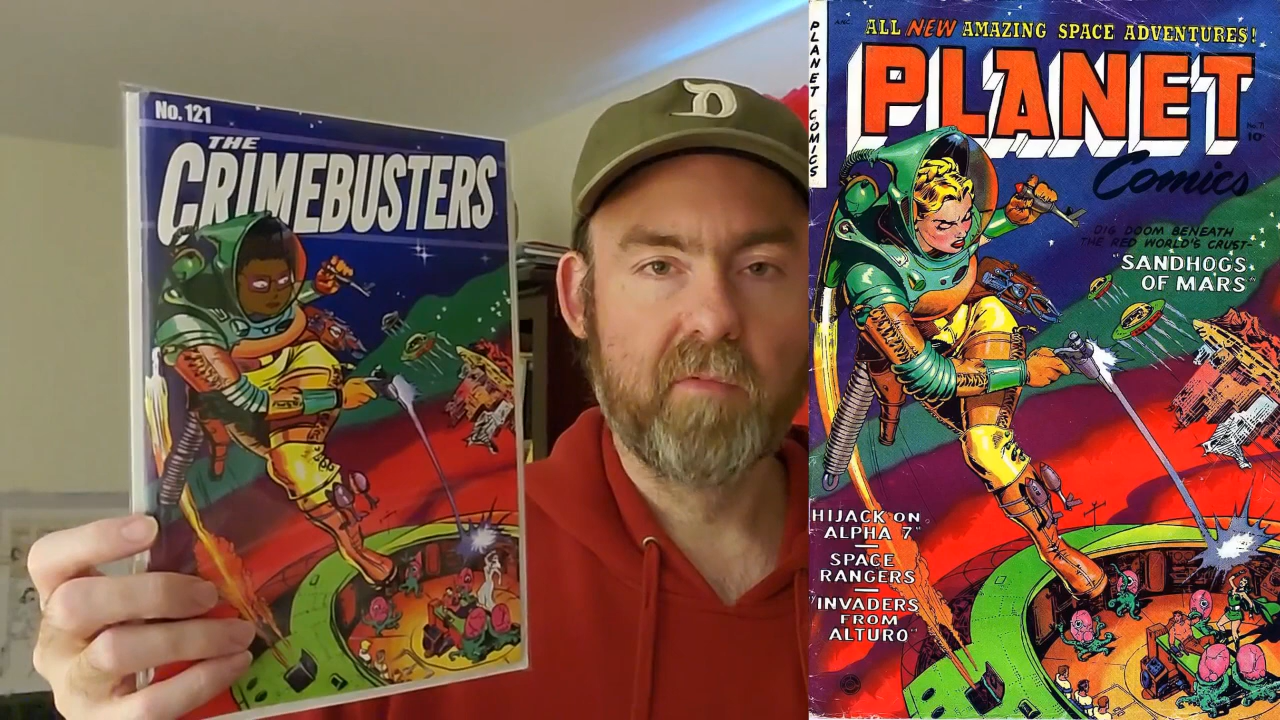 No. 121
THE
CRIMEBUSTERS
D
PLANET COMICS
ALL NEW AMAZING SPACE ADVENTURES!
PLANET
10¢
Comics
DIG DOOM BENEATH
THE RED WORLD'S CRUST-
"SANDHOGS
OF MARS"
HIJACK ON
ALPHA 7"
SPACE
RANGERS
"INVADERS
FROM
ALTURO"